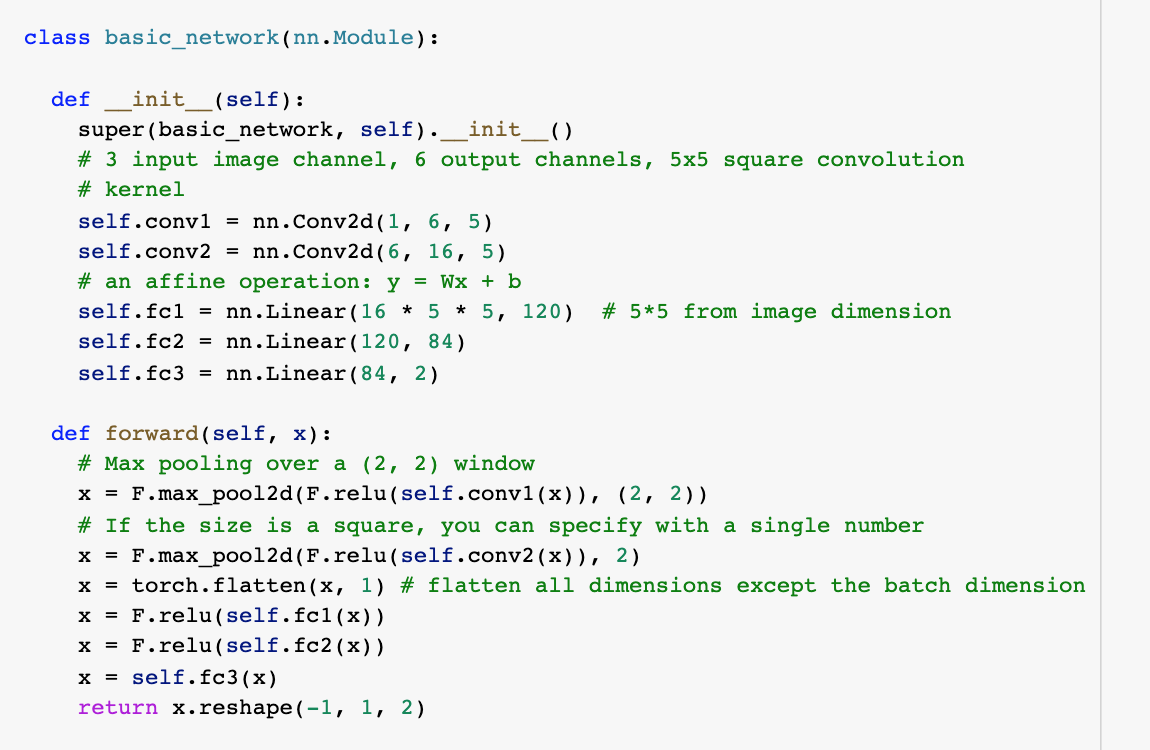 class basic_network(nn.Module):
def __init__(self):
super(basic_network, self).__init__()
# 3 input image channel, 6 output channels, 5x5 square convolution
# kernel
self.conv1 = nn.Conv2d(1, 6, 5)
self.conv2 = nn.Conv2d(6, 16, 5)
# an affine operation: y = Wx + b
self.fc1 = nn.Linear(16 * 5 * 5, 120)  # 5*5 from image dimension
self.fc2 = nn.Linear(120, 84)
self.fc3 = nn.Linear(84, 2)
def forward(self, x):
# Max pooling over a (2, 2) window
x = F.max_pool2d(F.relu(self.conv1(x)), (2, 2))
# If the size is a square, you can specify with a single number
x = F.max_pool2d(F.relu(self.conv2(x)), 2)
x = torch.flatten(x, 1) # flatten all dimensions except the batch dimension
x = F.relu(self.fc1(x))
x = F.relu(self.fc2(x))
x = self.fc3(x)
return x.reshape(-1, 1, 2)